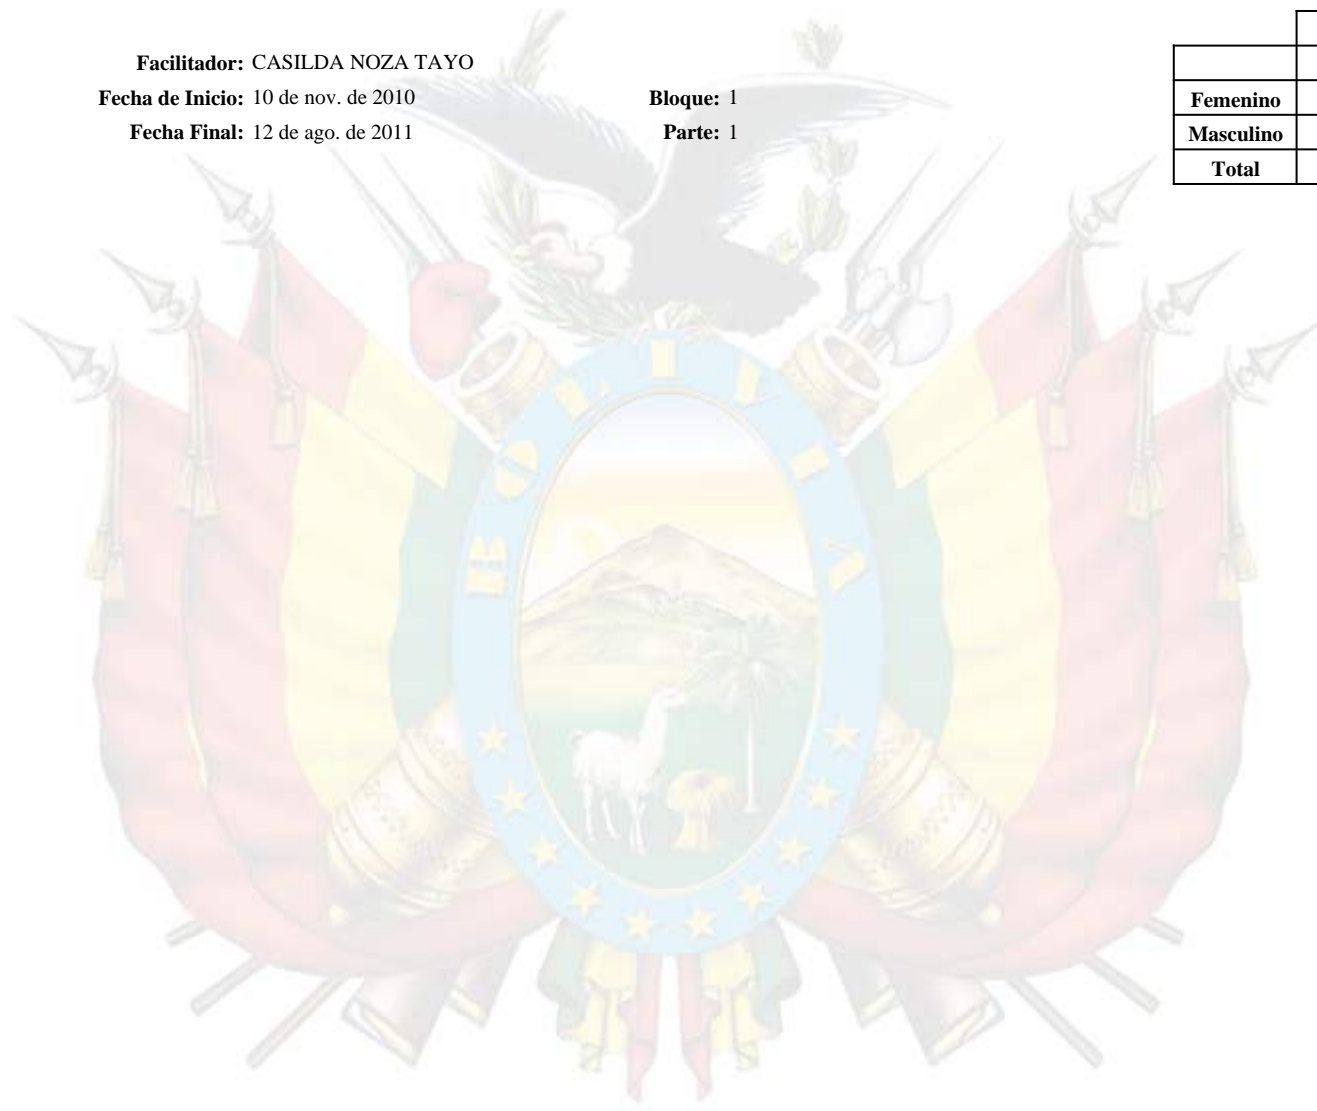 Facilitador: CASILDA NOZA TAYO
Fecha de Inicio: 10 de nov. de 2010 Bloque: 1
Fecha Final: 12 de ago. de 2011 Parte: 1
Femenino
Masculino
Total
BOLIVIA